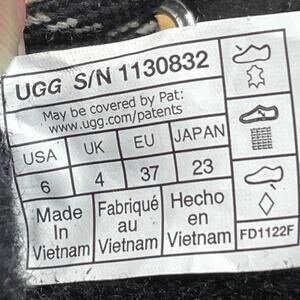 UGG S/N 1130832
May be covered by Pat:
www.ugg.com/patents
USA UK EU JAPAN
6 4 37 23
Made In Vietnam
Fabriqué au Vietnam
Hecho en Vietnam
FD1122F